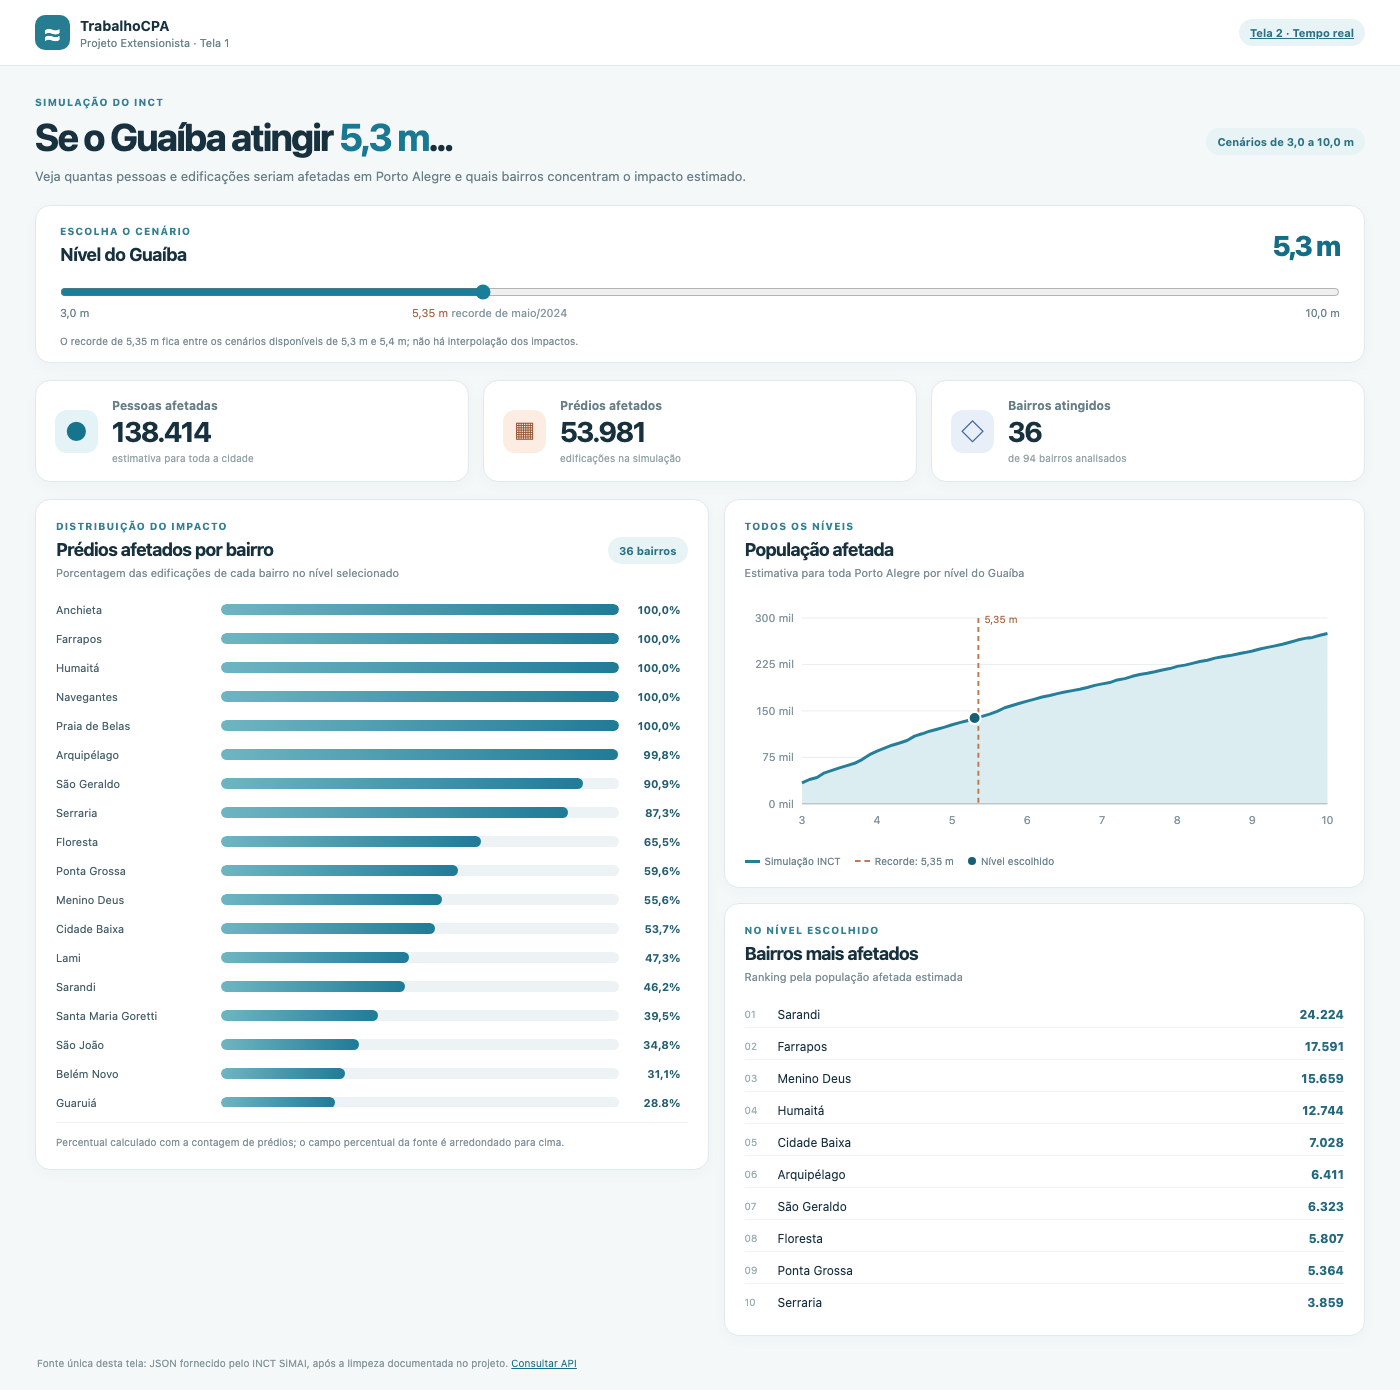 TrabalhoCPA
Projeto Extensionista · Tela 1
Tela 2 · Tempo real
SIMULAÇÃO DO INCT
Se o Guaíba atingir 5,3 m...
Cenários de 3,0 a 10,0 m
Veja quantas pessoas e edificações seriam afetadas em Porto Alegre e quais bairros concentram o impacto estimado.
ESCOLHA O CENÁRIO
Nível do Guaíba
5,3 m
3,0 m
5,35 m recorde de maio/2024
10,0 m
O recorde de 5,35 m fica entre os cenários disponíveis de 5,3 m e 5,4 m; não há interpolação dos impactos.
Pessoas afetadas
138.414
estimativa para toda a cidade
Prédios afetados
53.981
edificações na simulação
Bairros atingidos
36
de 94 bairros analisados
DISTRIBUIÇÃO DO IMPACTO
Prédios afetados por bairro
36 bairros
Porcentagem das edificações de cada bairro no nível selecionado
Anchieta 100,0%
Farrapos 100,0%
Humaitá 100,0%
Navegantes 100,0%
Praia de Belas 100,0%
Arquipélago 99,8%
São Geraldo 90,9%
Serraria 87,3%
Floresta 65,5%
Ponta Grossa 59,6%
Menino Deus 55,6%
Cidade Baixa 53,7%
Lami 47,3%
Sarandi 46,2%
Santa Maria Goretti 39,5%
São João 34,8%
Belém Novo 31,1%
Guarujá 28,8%
Percentual calculado com a contagem de prédios; o campo percentual da fonte é arredondado para cima.
TODOS OS NÍVEIS
População afetada
Estimativa para toda Porto Alegre por nível do Guaíba
300 mil
5,35 m
225 mil
150 mil
75 mil
0 mil
3 4 5 6 7 8 9 10
Simulação INCT Recorde: 5,35 m Nível escolhido
NO NÍVEL ESCOLHIDO
Bairros mais afetados
Ranking pela população afetada estimada
01 Sarandi 24.224
02 Farrapos 17.591
03 Menino Deus 15.659
04 Humaitá 12.744
05 Cidade Baixa 7.028
06 Arquipélago 6.411
07 São Geraldo 6.323
08 Floresta 5.807
09 Ponta Grossa 5.364
10 Serraria 3.859
Fonte única desta tela: JSON fornecido pelo INCT SiMAI, após a limpeza documentada no projeto. Consultar API